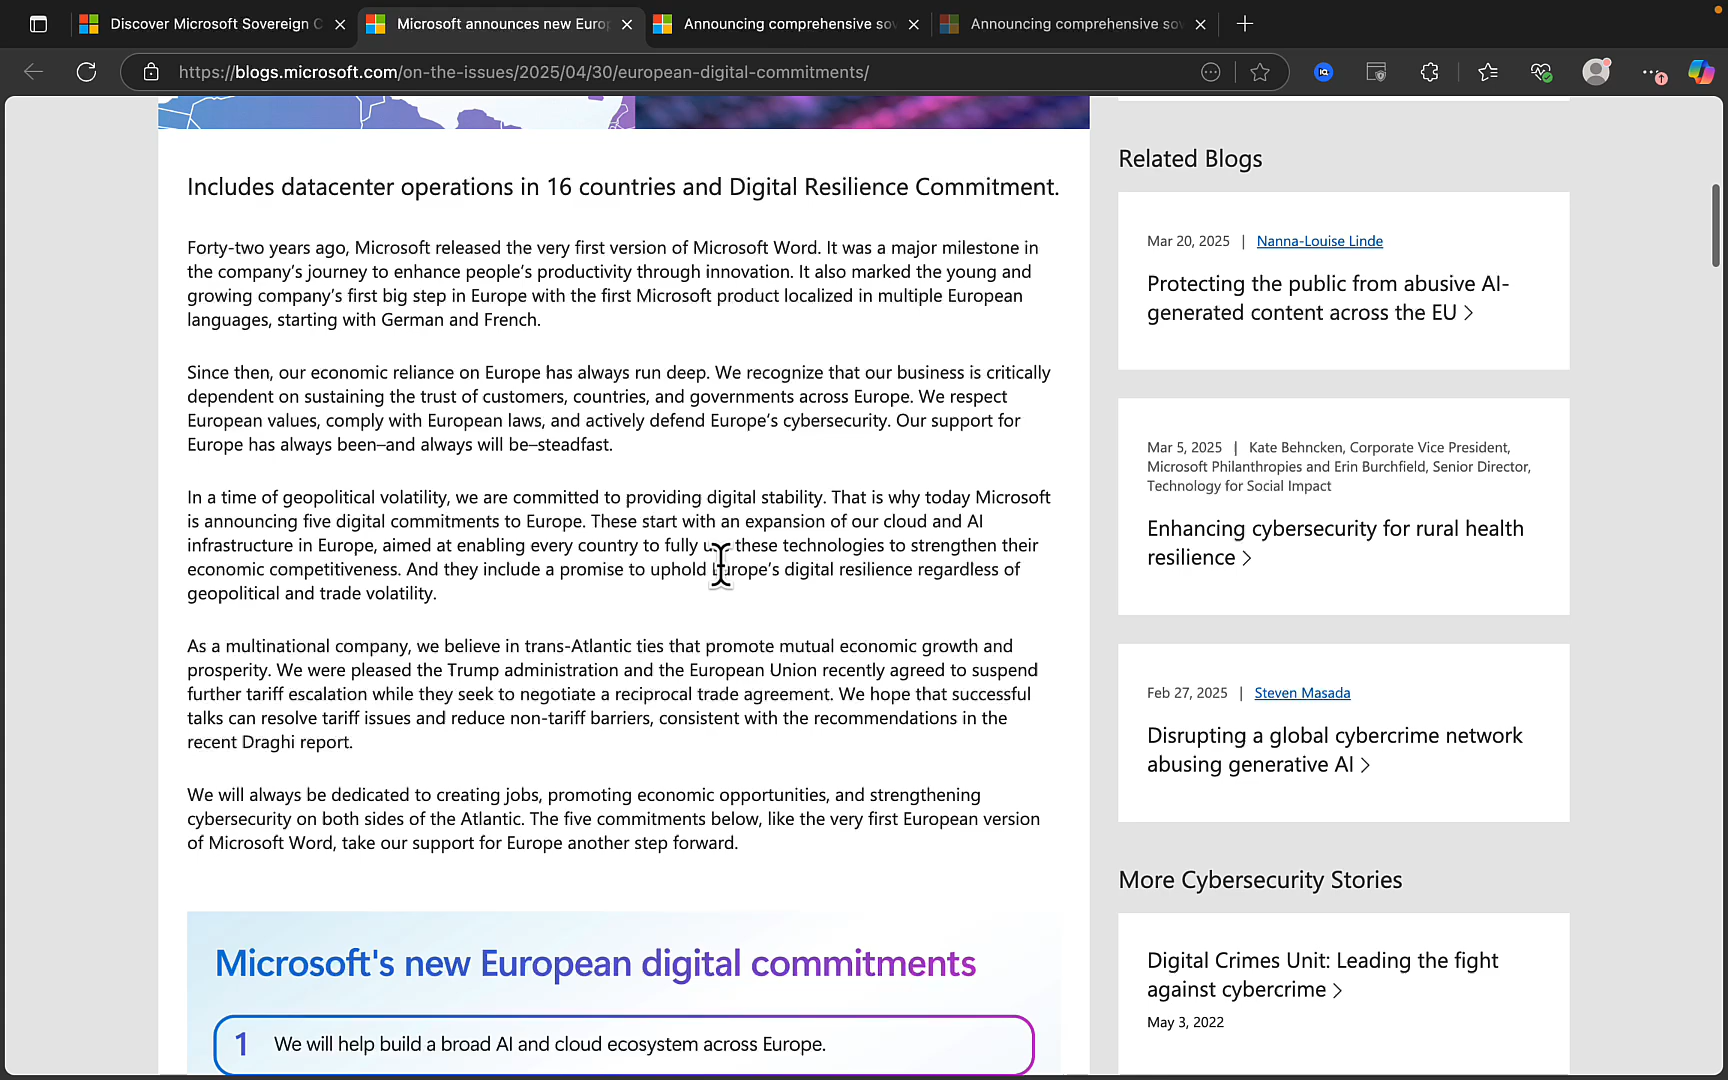 Discover Microsoft Sovereign C
Microsoft announces new Euro
Announcing comprehensive so
Announcing comprehensive so
https://blogs.microsoft.com/on-the-issues/2025/04/30/european-digital-commitments/
Includes datacenter operations in 16 countries and Digital Resilience Commitment.
Forty-two years ago, Microsoft released the very first version of Microsoft Word. It was a major milestone in
the company's journey to enhance people's productivity through innovation. It also marked the young and
growing company's first big step in Europe with the first Microsoft product localized in multiple European
languages, starting with German and French.
Since then, our economic reliance on Europe has always run deep. We recognize that our business is critically
dependent on sustaining the trust of customers, countries, and governments across Europe. We respect
European values, comply with European laws, and actively defend Europe's cybersecurity. Our support for
Europe has always been–and always will be–steadfast.
In a time of geopolitical volatility, we are committed to providing digital stability. That is why today Microsoft
is announcing five digital commitments to Europe. These start with an expansion of our cloud and AI
infrastructure in Europe, aimed at enabling every country to fully these technologies to strengthen their
economic competitiveness. And they include a promise to uphold Europe's digital resilience regardless of
geopolitical and trade volatility.
As a multinational company, we believe in trans-Atlantic ties that promote mutual economic growth and
prosperity. We were pleased the Trump administration and the European Union recently agreed to suspend
further tariff escalation while they seek to negotiate a reciprocal trade agreement. We hope that successful
talks can resolve tariff issues and reduce non-tariff barriers, consistent with the recommendations in the
recent Draghi report.
We will always be dedicated to creating jobs, promoting economic opportunities, and strengthening
cybersecurity on both sides of the Atlantic. The five commitments below, like the very first European version
of Microsoft Word, take our support for Europe another step forward.
Microsoft's new European digital commitments
1 We will help build a broad AI and cloud ecosystem across Europe.
Related Blogs
Mar 20, 2025 | Nanna-Louise Linde
Protecting the public from abusive AI-
generated content across the EU >
Mar 5, 2025 | Kate Behncken, Corporate Vice President,
Microsoft Philanthropies and Erin Burchfield, Senior Director,
Technology for Social Impact
Enhancing cybersecurity for rural health
resilience >
Feb 27, 2025 | Steven Masada
Disrupting a global cybercrime network
abusing generative AI >
More Cybersecurity Stories
Digital Crimes Unit: Leading the fight
against cybercrime >
May 3, 2022